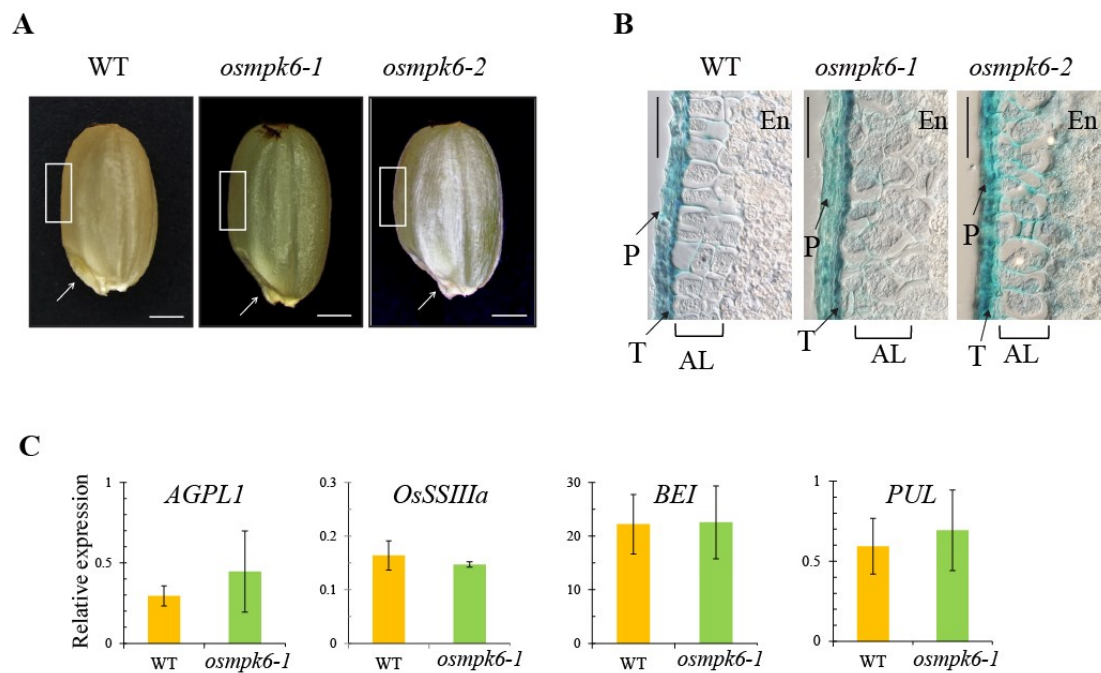 A
B
WT
osmpk6-1
osmpk6-2
WT
osmpk6-1
osmpk6-2
En
En
En
P
P
P
T
T
T
AL
AL
AL
C
Relative expression
1
0.5
0
AGPL1
WT
osmpk6-1
0.3
0.2
0.1
0
OsSSIIIa
WT
osmpk6-1
30
20
10
0
BEI
WT
osmpk6-1
1
0.5
0
PUL
WT
osmpk6-1